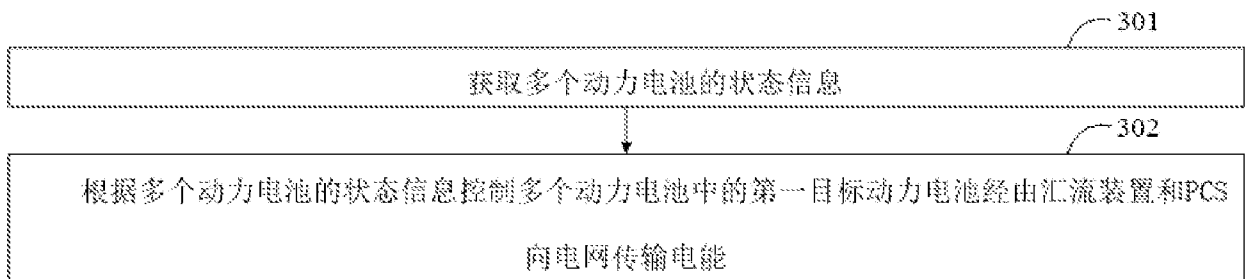 301
获取多个动力电池的状态信息
302
根据多个动力电池的状态信息控制多个动力电池中的第一目标动力电池经由汇流装置和PCS
向电网传输电能